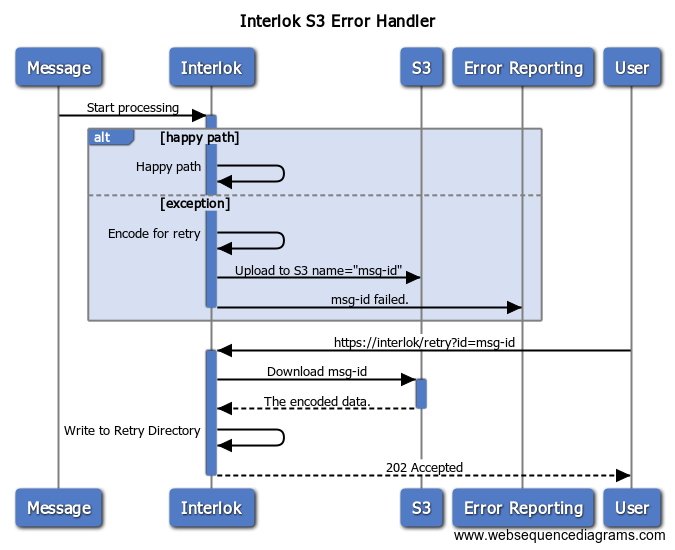 Interlok S3 Error Handler
Message Interlok S3 Error Reporting User
Start processing
alt [happy path]
Happy path
[exception]
Encode for retry
Upload to S3 name="msg-id"
msg-id failed.
https://interlok/retry?id=msg-id
Download msg-id
The encoded data.
Write to Retry Directory
202 Accepted
Message Interlok S3 Error Reporting User
www.websequencediagrams.com